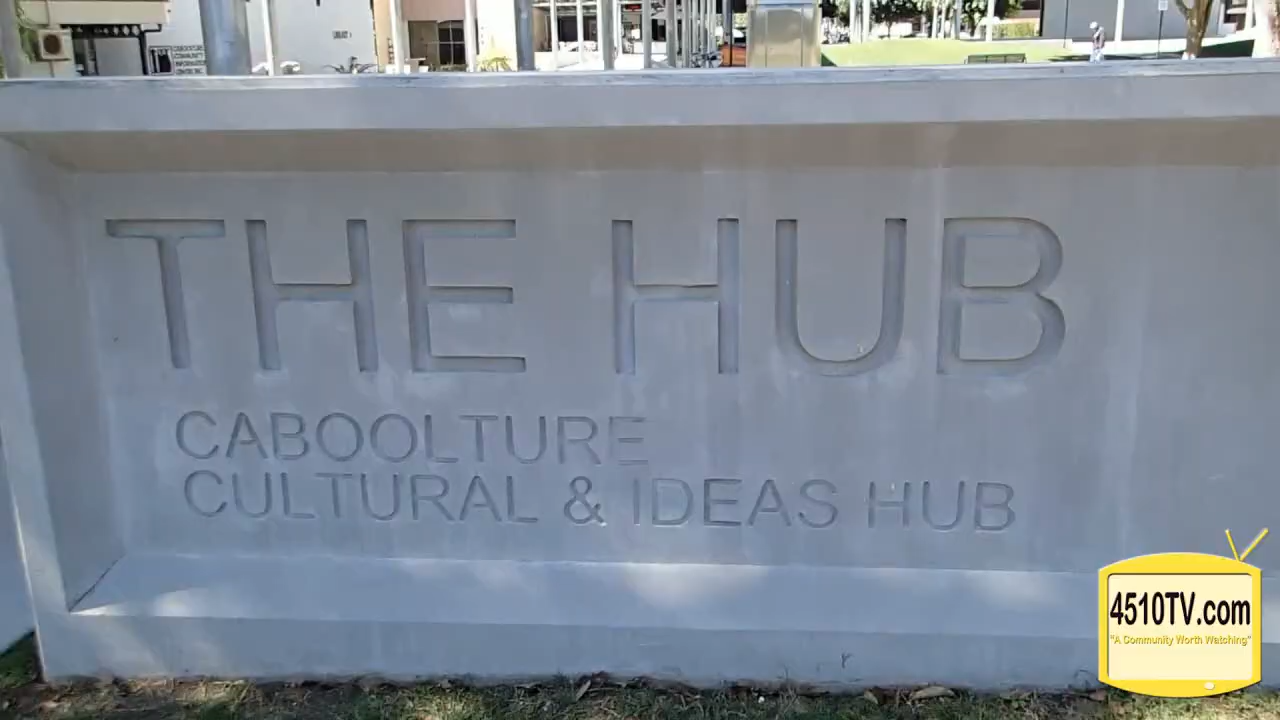 THE HUB
CABOOLTURE
CULTURAL & IDEAS HUB
4510TV.com
"A Community Worth Watching"